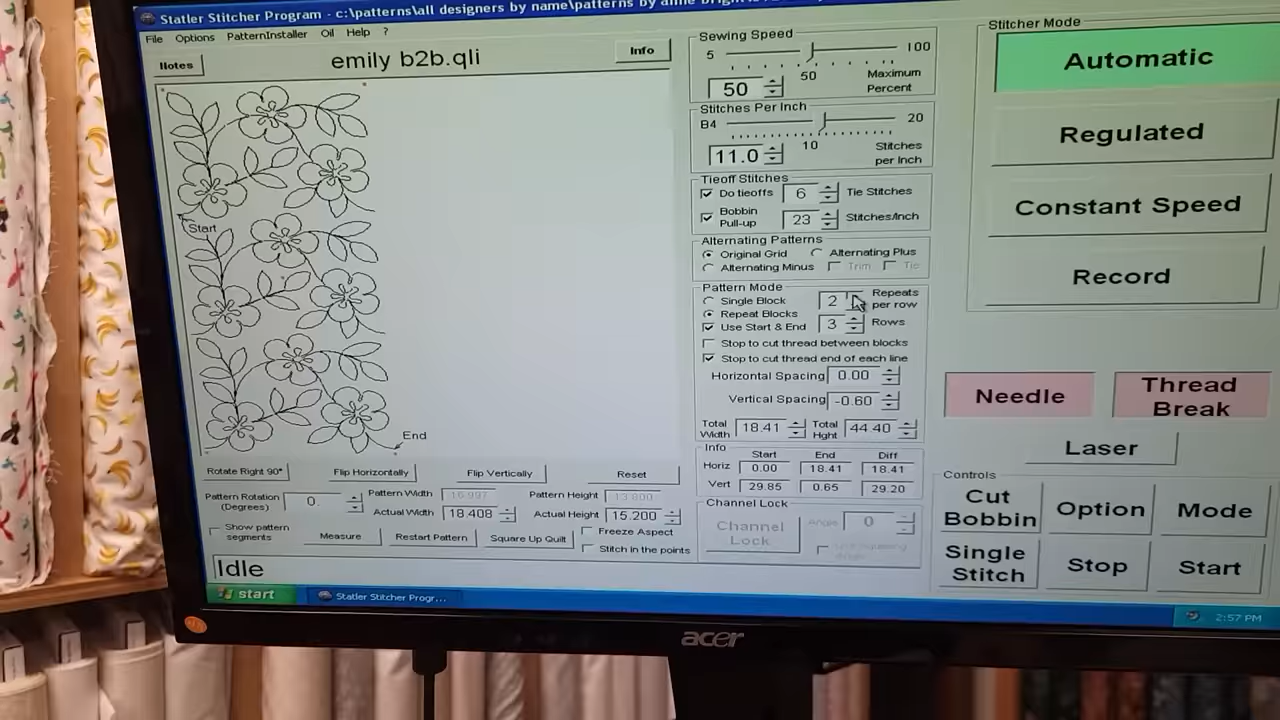 Statler Stitcher Program - c:\patterns\all designers by name\patterns by anne bright\
File Options PatternInstaller Oil Help ?
Notes
emily b2b.qli
Info
Start
End
Rotate Right 90°
Flip Horizontally
Flip Vertically
Reset
Pattern Rotation (Degrees) 0
Pattern Width 16.997
Pattern Height 13.800
Actual Width 18.408
Actual Height 15.200
Show pattern segments
Measure
Restart Pattern
Square Up Quilt
Freeze Aspect
Stitch in the points
Idle
Sewing Speed
5 100
50
50
Maximum Percent
Stitches Per Inch
B4 20
10
11.0
Stitches per Inch
Tieoff Stitches
Do tieoffs 6 Tie Stitches
Bobbin Pull-up 23 Stitches/Inch
Alternating Patterns
Original Grid Alternating Plus
Alternating Minus Trim Tie
Pattern Mode
Single Block 2 Repeats per row
Repeat Blocks
Use Start & End 3 Rows
Stop to cut thread between blocks
Stop to cut thread end of each line
Horizontal Spacing 0.00
Vertical Spacing -0.60
Total Width 18.41 Total Hght 44.40
Info
Start End Diff
Horiz 0.00 18.41 18.41
Vert 29.85 0.65 29.20
Channel Lock
Channel Lock
Angle 0
Stitcher Mode
Automatic
Regulated
Constant Speed
Record
Needle
Thread Break
Laser
Controls
Cut Bobbin
Option
Mode
Single Stitch
Stop
Start
start
Statler Stitcher Progr...
2:57 PM
acer